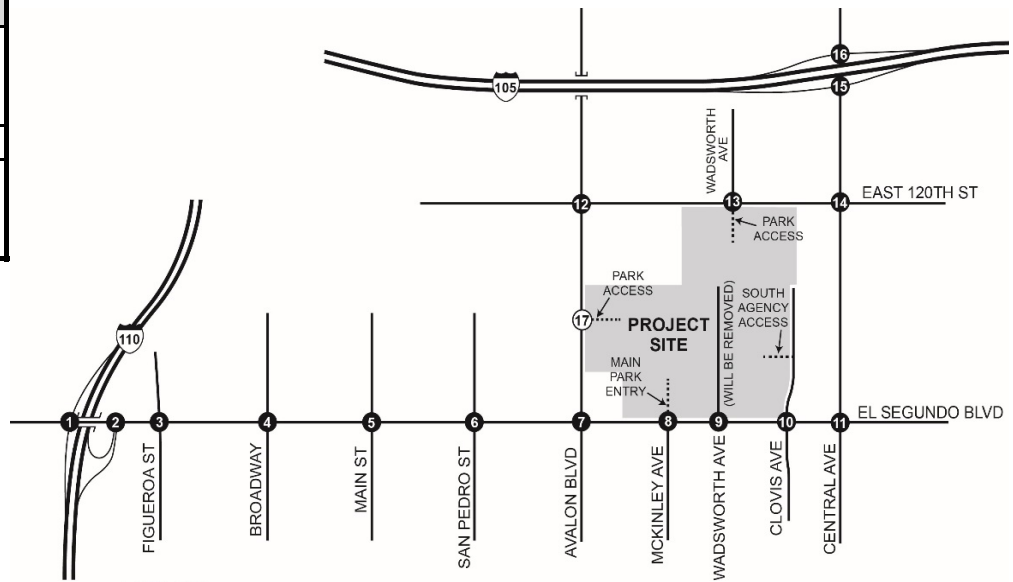 16
105
15
WADSWORTH
AVE
12
13
14
EAST 120TH ST
PARK
ACCESS
PARK
ACCESS
17
PROJECT
SITE
(WILL BE REMOVED)
SOUTH
AGENCY
ACCESS
110
MAIN
PARK
ENTRY
1
2
3
4
5
6
7
8
9
10
11
EL SEGUNDO BLVD
FIGUEROA ST
BROADWAY
MAIN ST
SAN PEDRO ST
AVALON BLVD
MCKINLEY AVE
WADSWORTH AVE
CLOVIS AVE
CENTRAL AVE